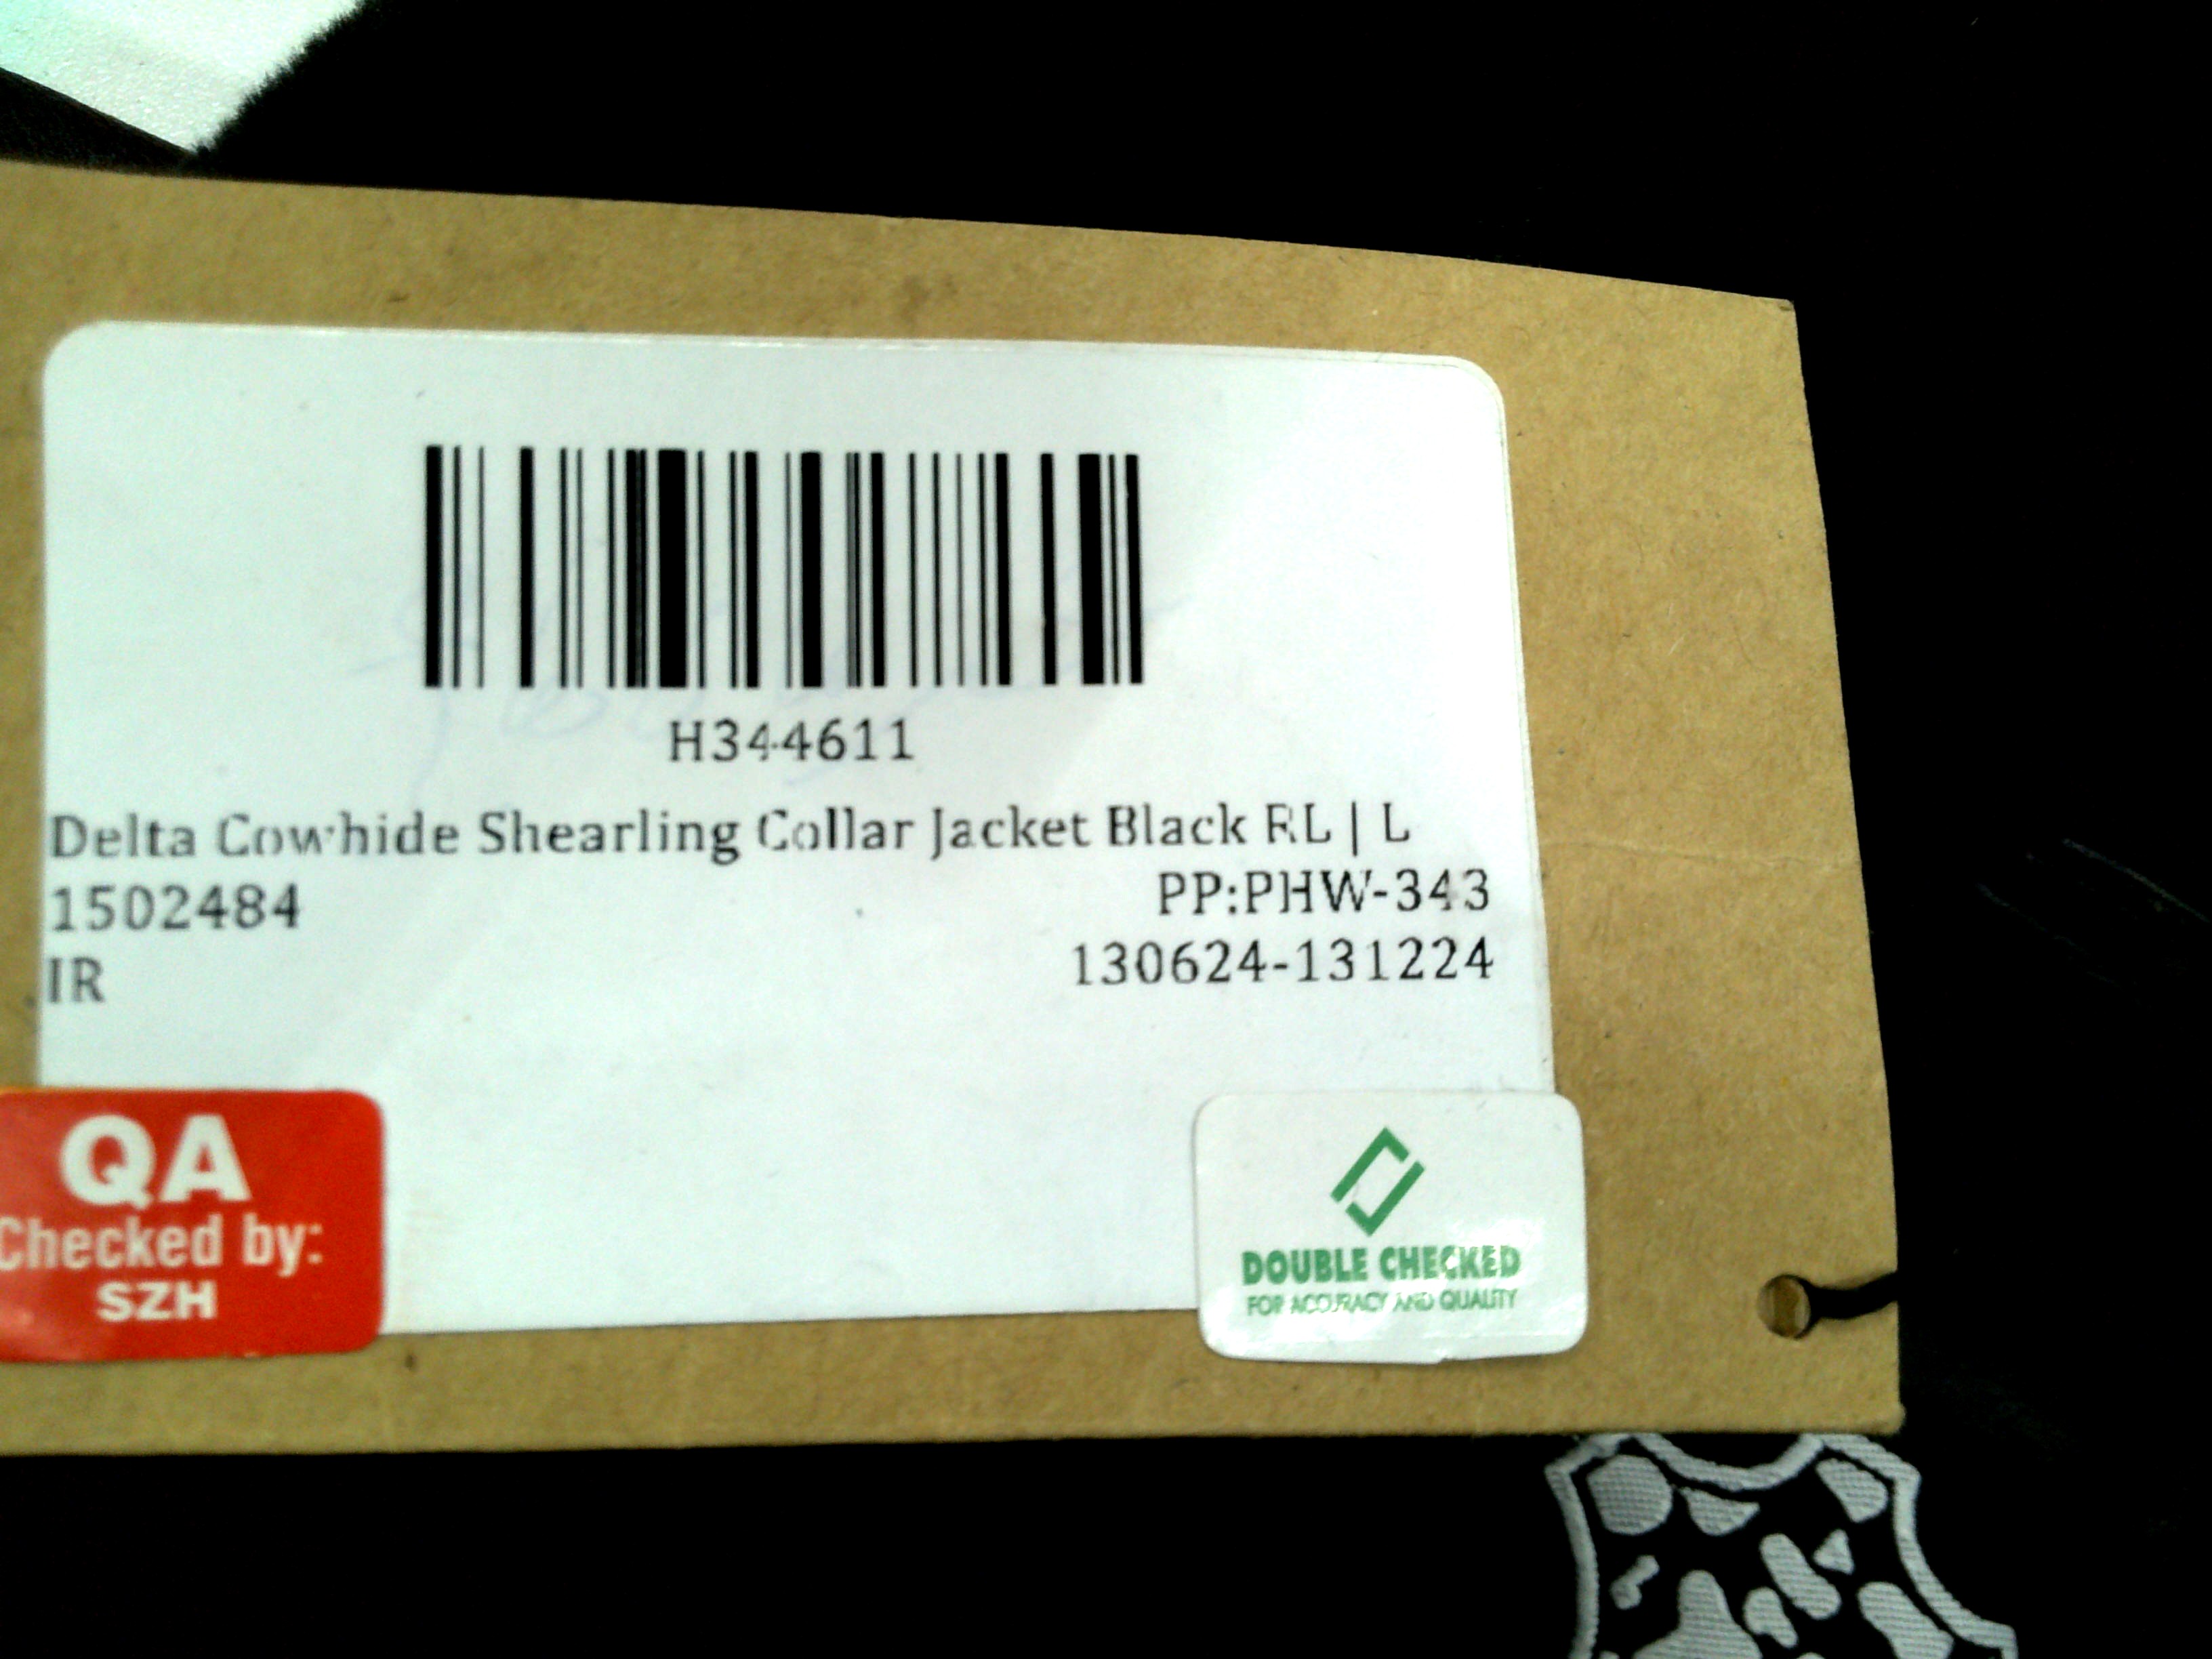 H344611
Delta Cowhide Shearling Collar Jacket Black RL | L
1502484
PP:PHW-343
IR
130624-131224
QA
Checked by:
SZH
DOUBLE CHECKED
FOR ACCURACY AND QUALITY